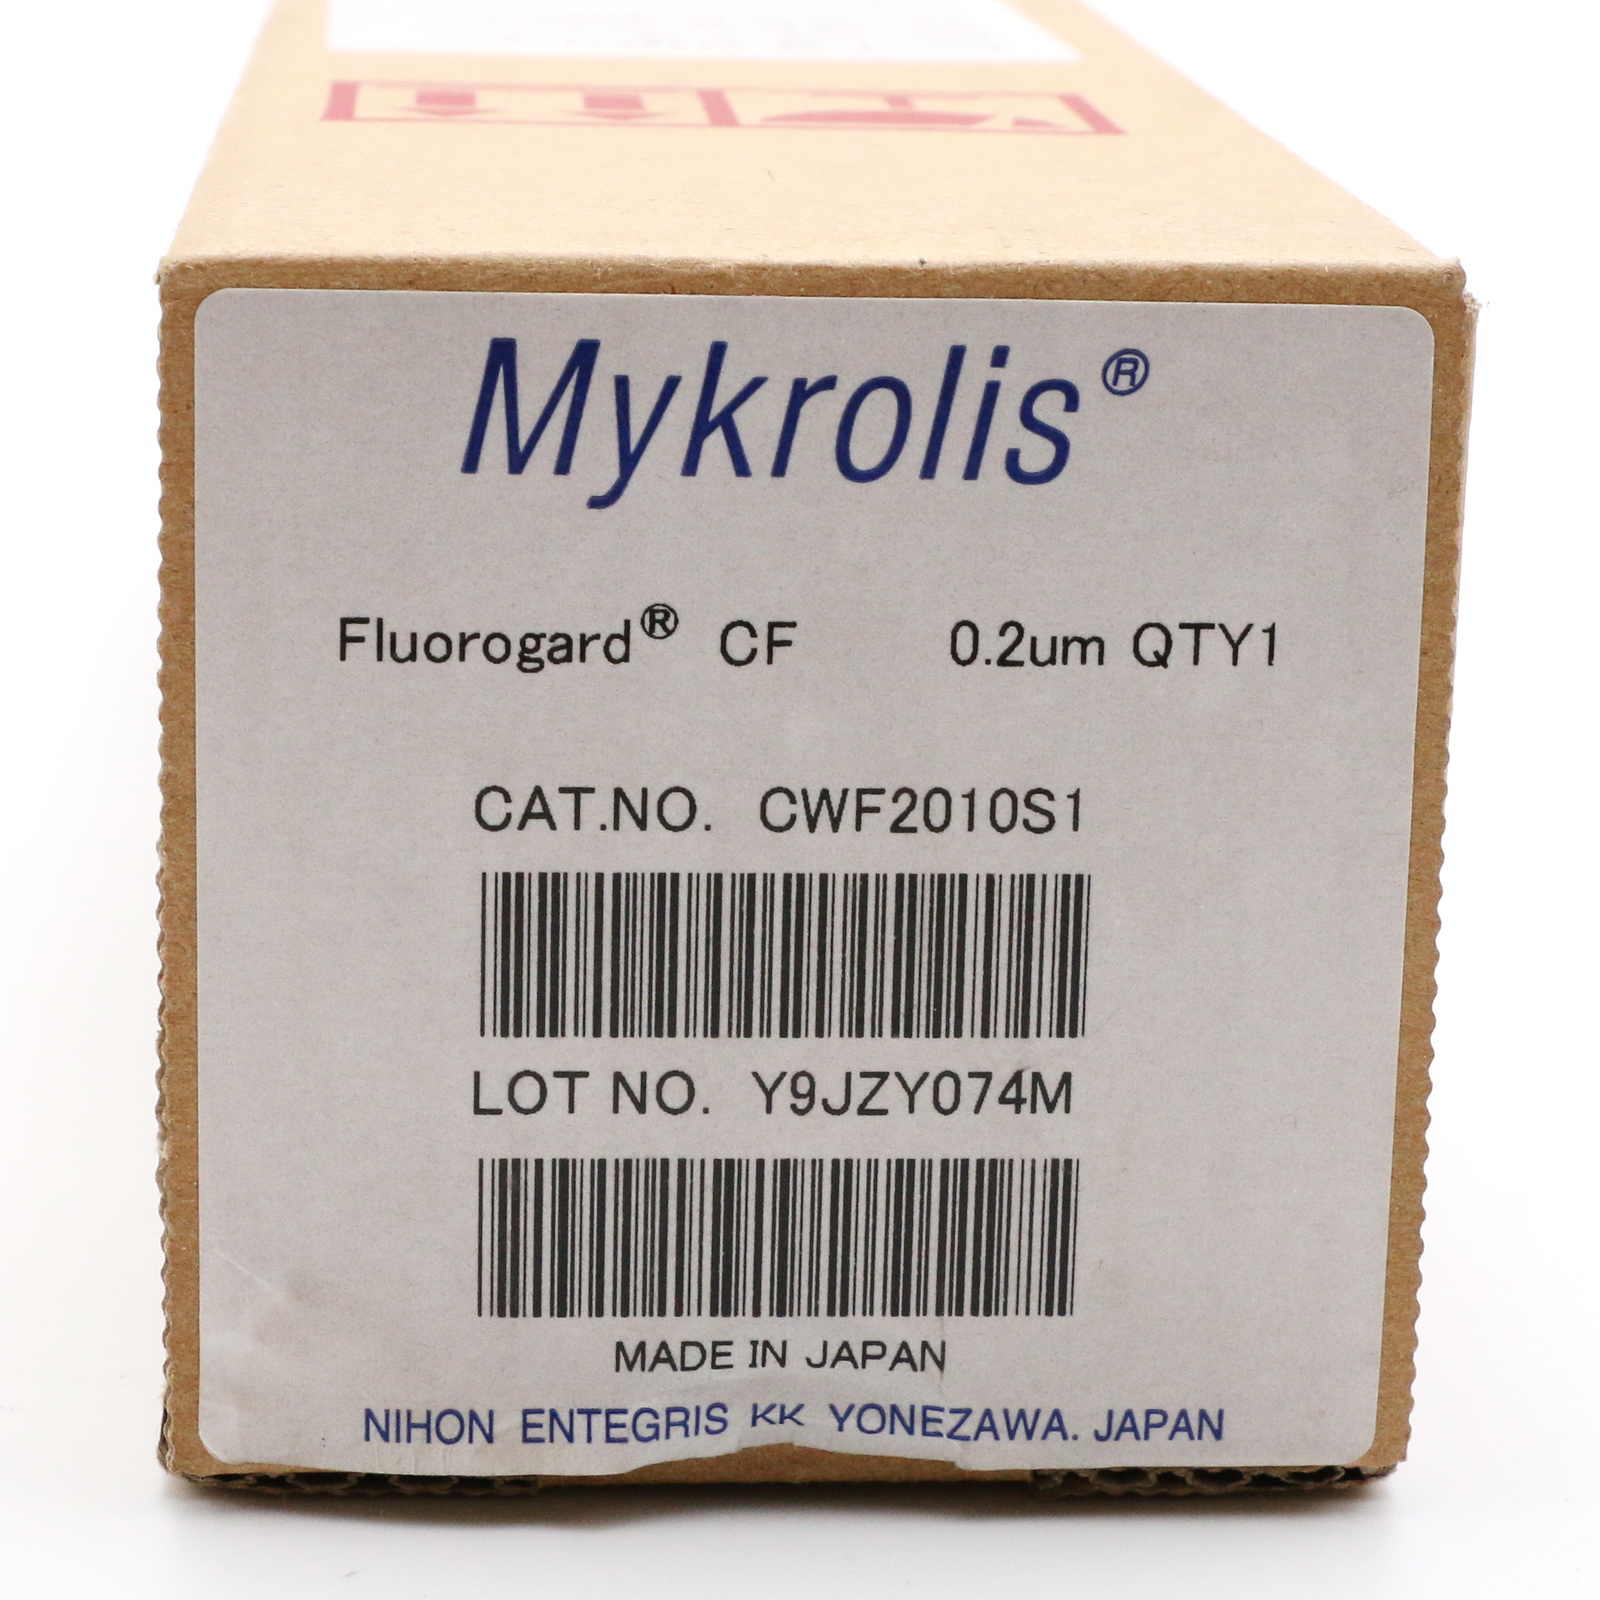 Mykrolis®
Fluorogard® CF 0.2um QTY1
CAT.NO. CWF2010S1
LOT NO. Y9JZY074M
MADE IN JAPAN
NIHON ENTEGRIS KK YONEZAWA. JAPAN